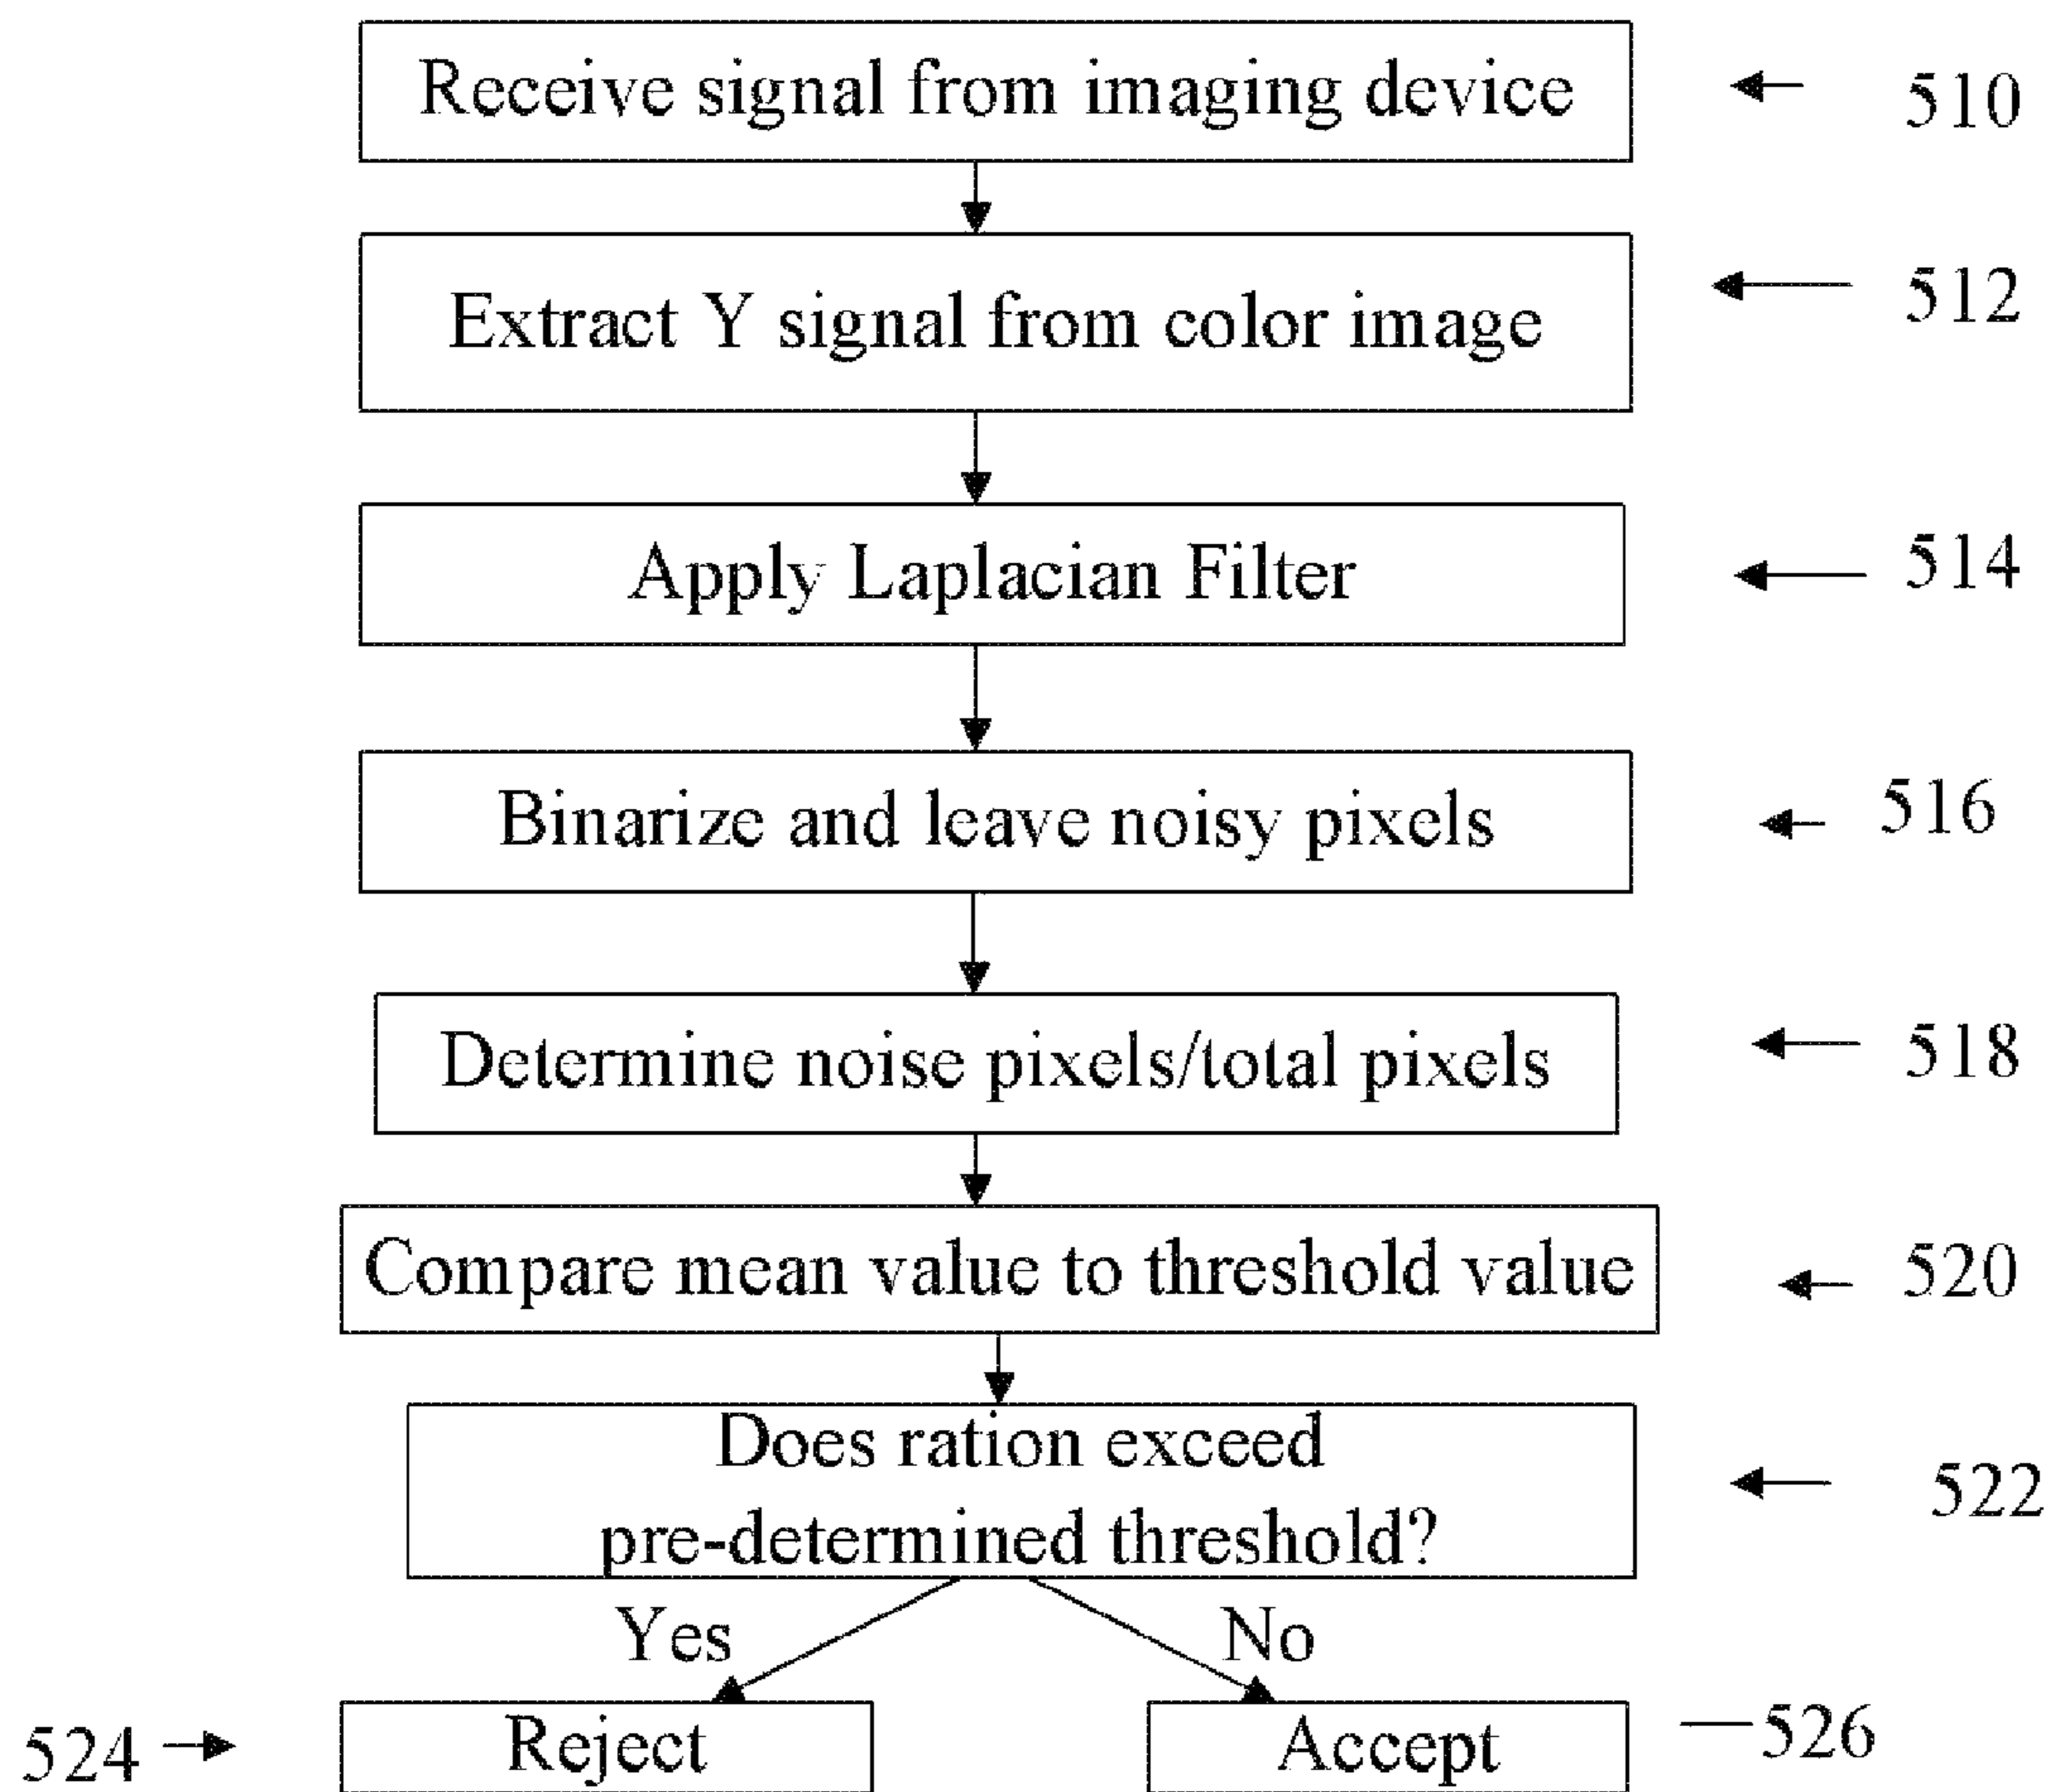 Receive signal from imaging device
510
Extract Y signal from color image
512
Apply Laplacian Filter
514
Binarize and leave noisy pixels
516
Determine noise pixels/total pixels
518
Compare mean value to threshold value
520
Does ration exceed
pre-determined threshold?
522
Yes
No
524
Reject
Accept
526